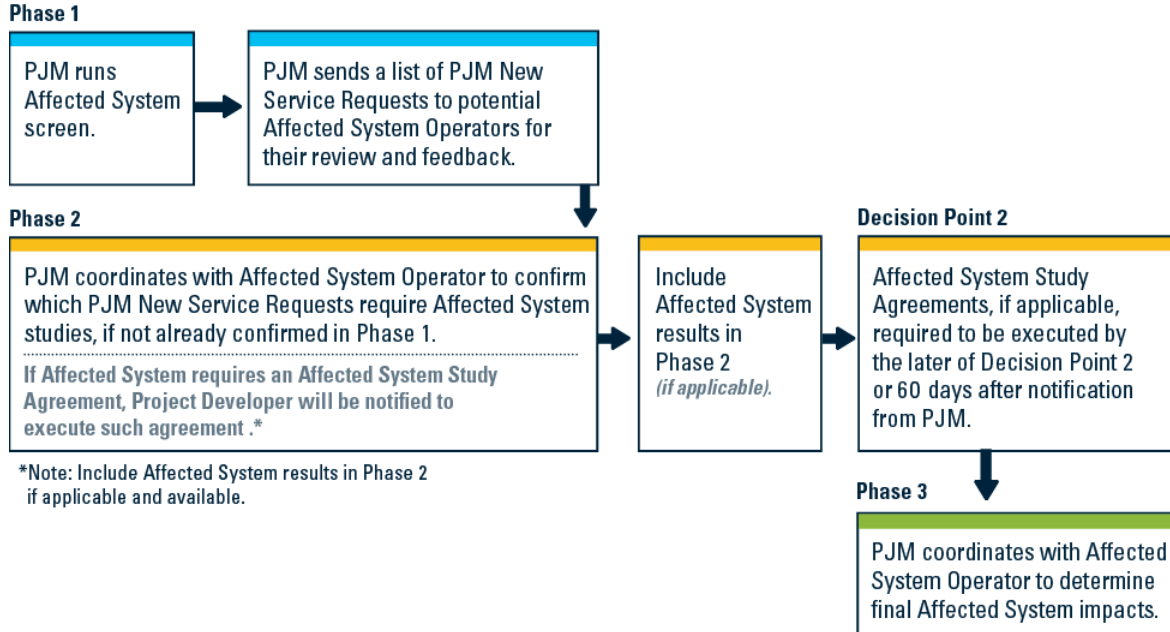 Phase 1
PJM runs
Affected System
screen.
PJM sends a list of PJM New
Service Requests to potential
Affected System Operators for
their review and feedback.
Phase 2
PJM coordinates with Affected System Operator to confirm
which PJM New Service Requests require Affected System
studies, if not already confirmed in Phase 1.
If Affected System requires an Affected System Study
Agreement, Project Developer will be notified to
execute such agreement .*
*Note: Include Affected System results in Phase 2
if applicable and available.
Include
Affected System
results in
Phase 2
(if applicable).
Decision Point 2
Affected System Study
Agreements, if applicable,
required to be executed by
the later of Decision Point 2
or 60 days after notification
from PJM.
Phase 3
PJM coordinates with Affected
System Operator to determine
final Affected System impacts.